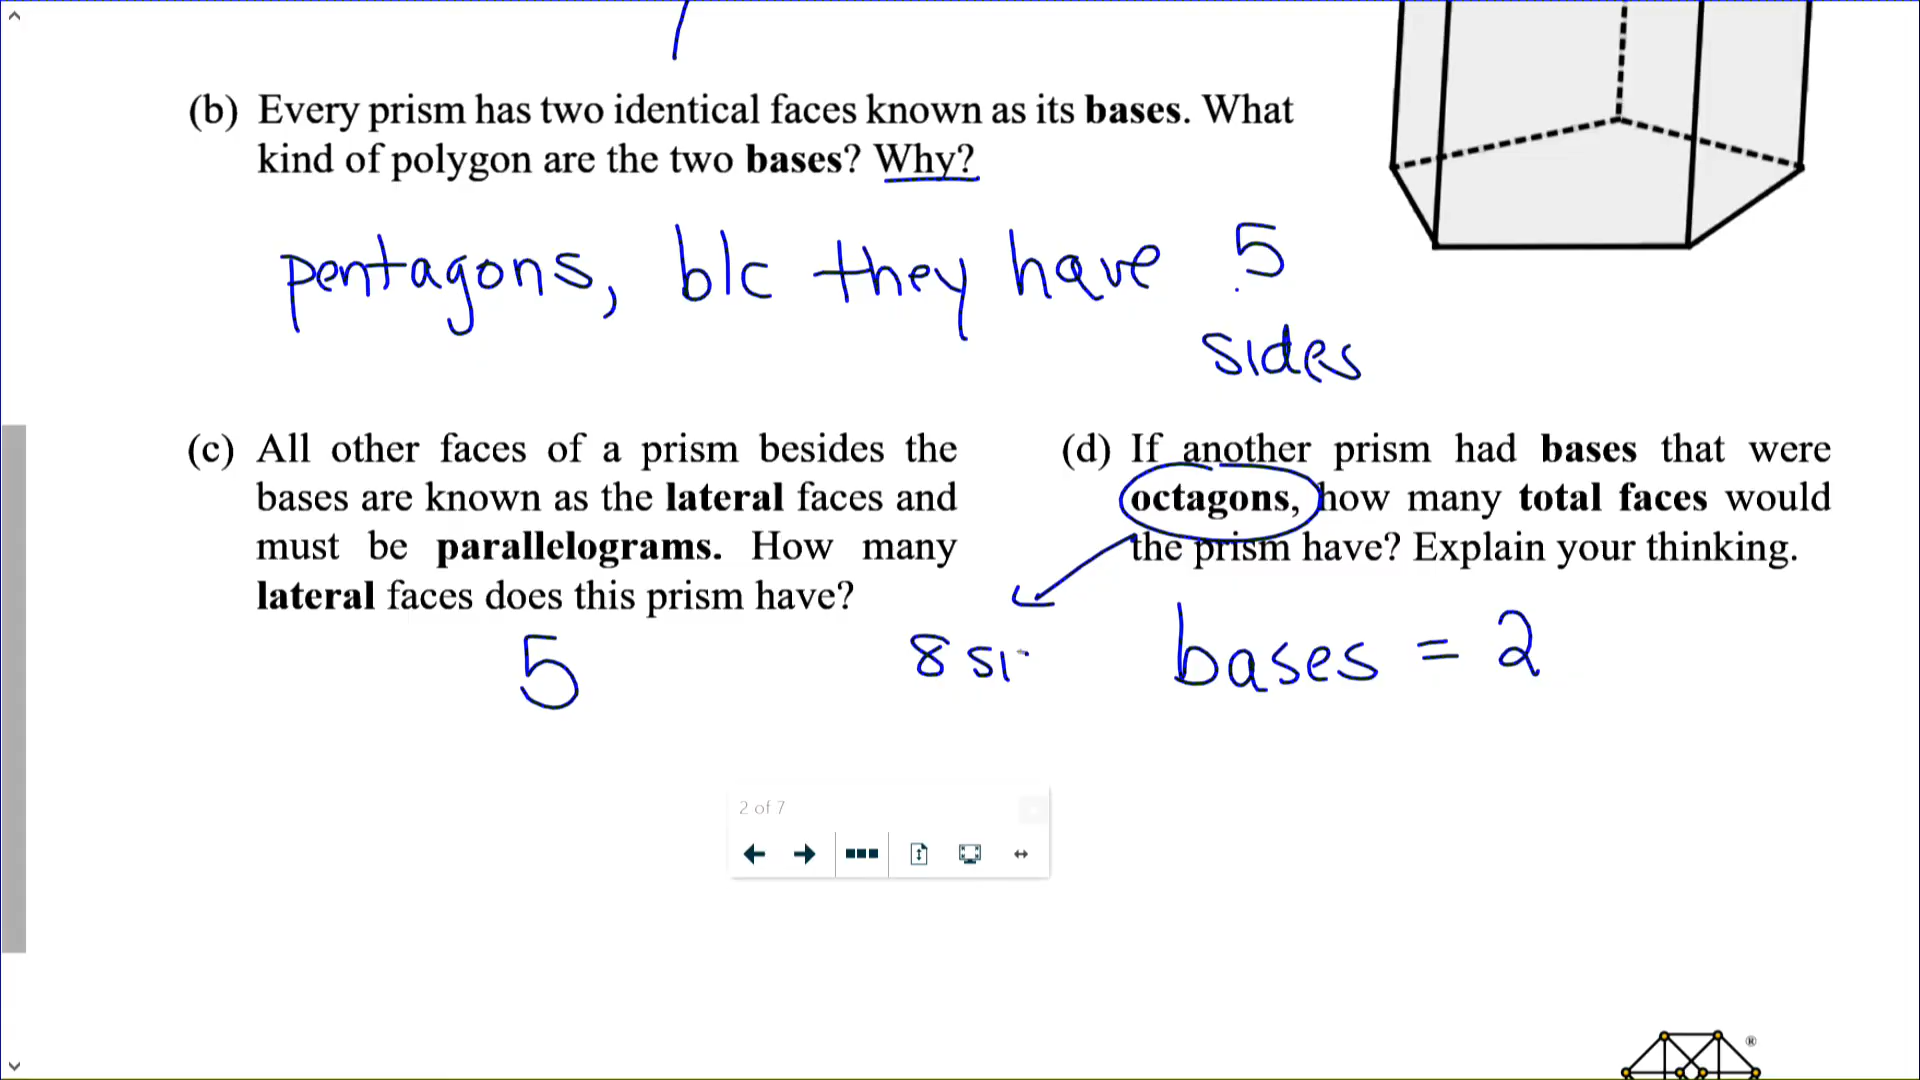 (b) Every prism has two identical faces known as its bases. What
kind of polygon are the two bases? Why?
pentagons, b/c they have 5
sides
(c) All other faces of a prism besides the
bases are known as the lateral faces and
must be parallelograms. How many
lateral faces does this prism have?
5
(d) If another prism had bases that were
octagons, how many total faces would
the prism have? Explain your thinking.
8 si
bases = 2
2 of 7
®